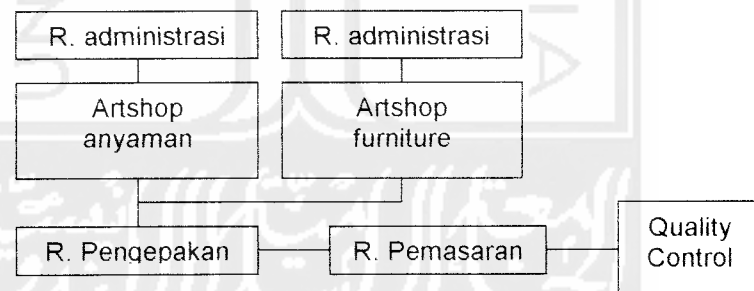 R. administrasi
R. administrasi
Artshop
anyaman
Artshop
furniture
R. Pengepakan
R. Pemasaran
Quality
Control